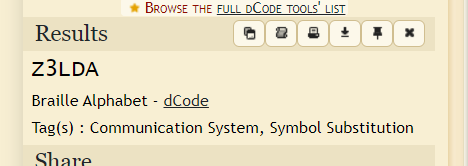 ★ Browse the full dCode tools' list
Results
Z3LDA
Braille Alphabet - dCode
Tag(s) : Communication System, Symbol Substitution
Share